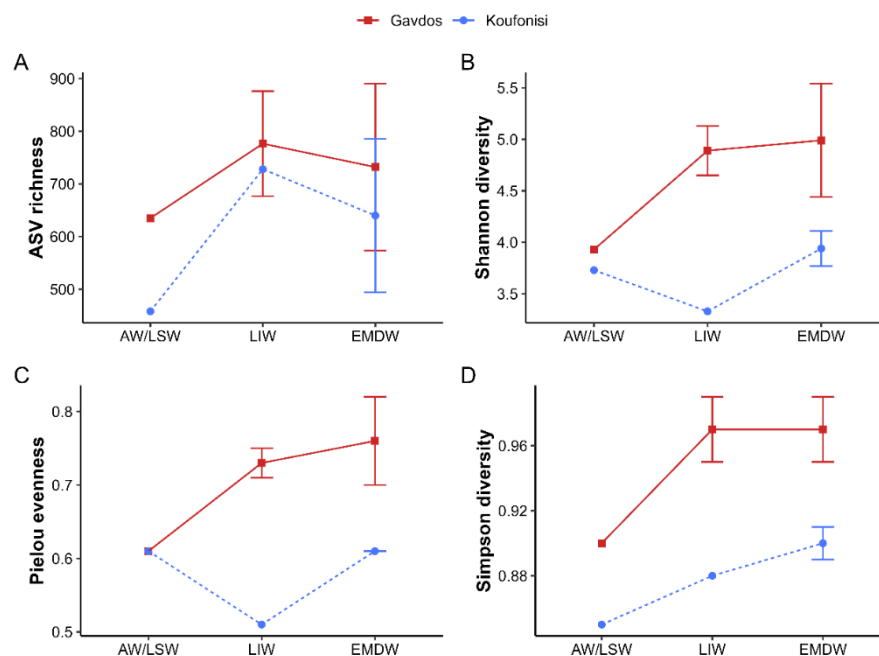 Gavdos Koufonisi
A
ASV richness
900
800
700
600
500
AW/LSW LIW EMDW
B
Shannon diversity
5.5
5.0
4.5
4.0
3.5
AW/LSW LIW EMDW
C
Pielou evenness
0.8
0.7
0.6
0.5
AW/LSW LIW EMDW
D
Simpson diversity
0.96
0.92
0.88
AW/LSW LIW EMDW